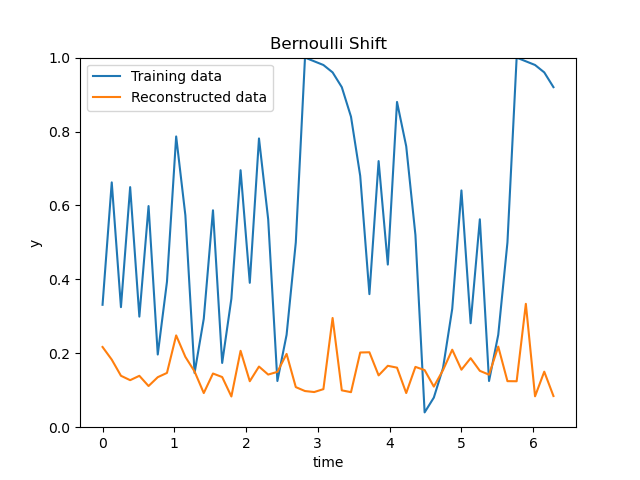 Bernoulli Shift
Training data
Reconstructed data
1.0
0.8
0.6
0.4
0.2
0.0
y
0 1 2 3 4 5 6
time